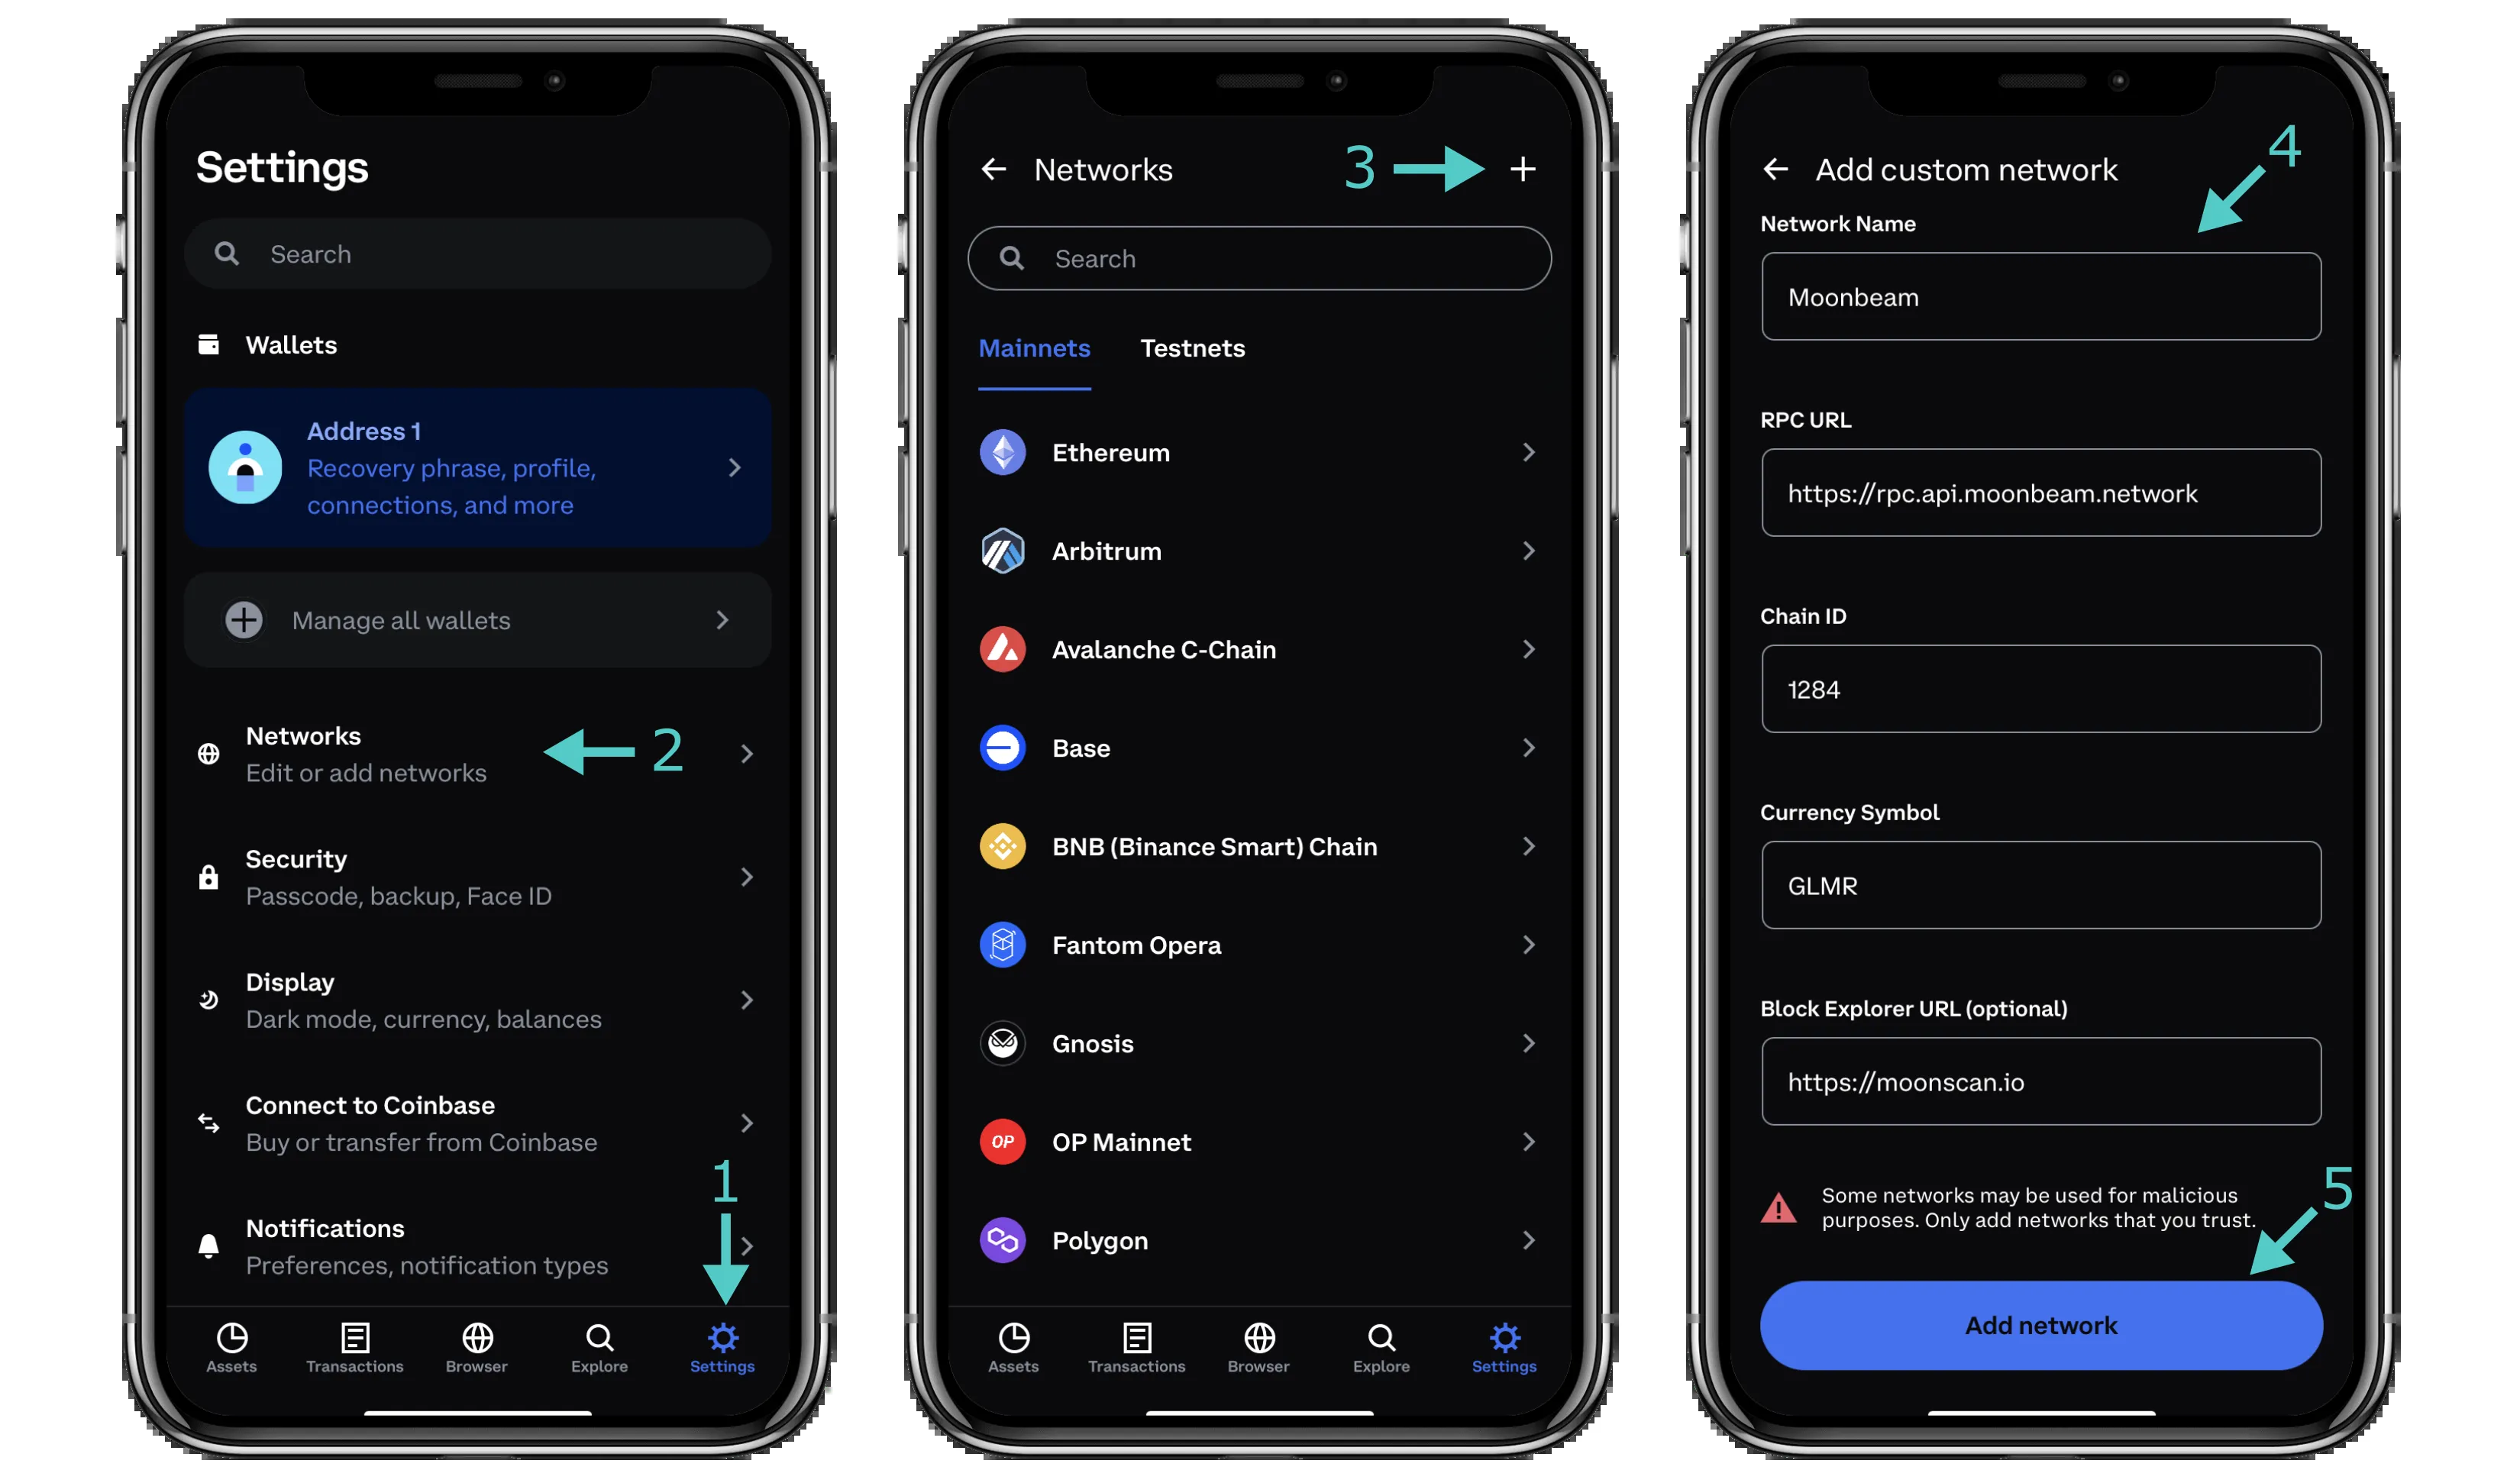 Settings
Search
Wallets
Address 1
Recovery phrase, profile,
connections, and more
Manage all wallets
Networks
Edit or add networks
2
Security
Passcode, backup, Face ID
Display
Dark mode, currency, balances
Connect to Coinbase
Buy or transfer from Coinbase
1
Notifications
Preferences, notification types
Assets
Transactions
Browser
Explore
Settings
Networks
3
Search
Mainnets
Testnets
Ethereum
Arbitrum
Avalanche C-Chain
Base
BNB (Binance Smart) Chain
Fantom Opera
Gnosis
OP
OP Mainnet
Polygon
Assets
Transactions
Browser
Explore
Settings
4
Add custom network
Network Name
Moonbeam
RPC URL
https://rpc.api.moonbeam.network
Chain ID
1284
Currency Symbol
GLMR
Block Explorer URL (optional)
https://moonscan.io
Some networks may be used for malicious
purposes. Only add networks that you trust.
5
Add network